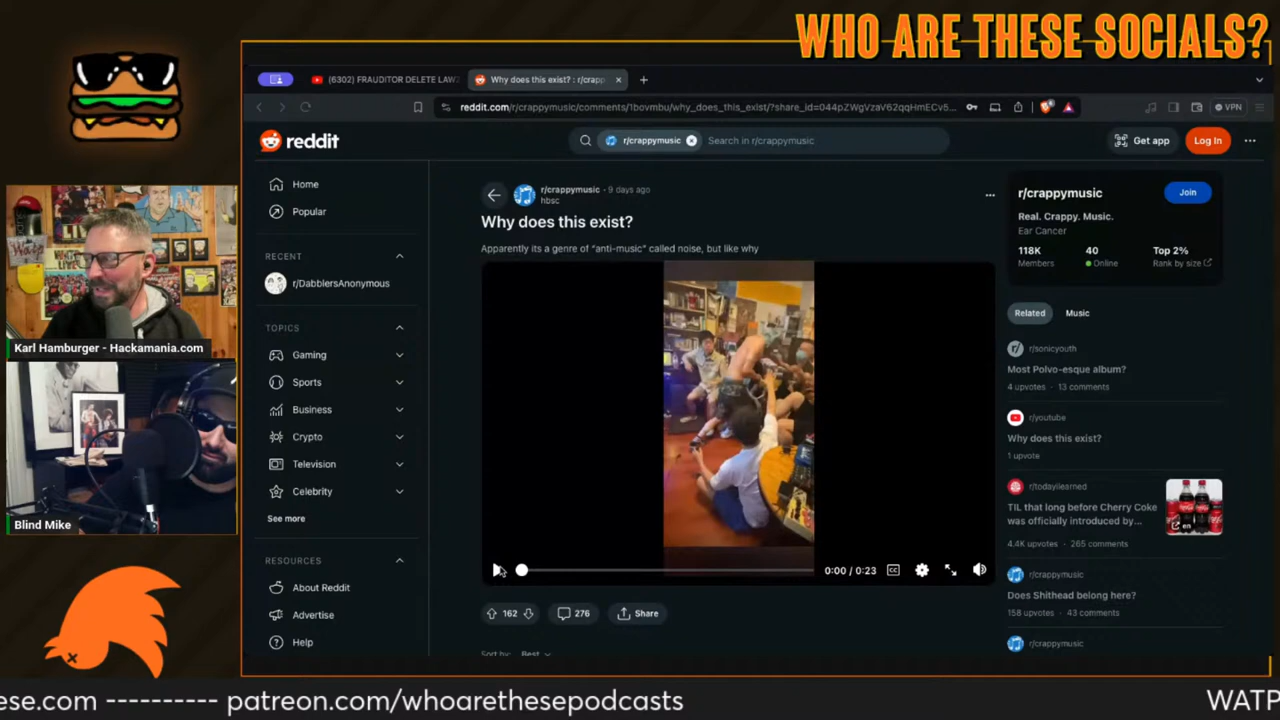 WHO ARE THESE SOCIALS?
(6302) FRAUDITOR DELETE LAW
Why does this exist? : r/crapp
reddit.com/r/crappymusic/comments/1bovmbu/why_does_this_exist/?share_id=044pZWgVzaV62qqHmECv5...
VPN
reddit
r/crappymusic
Search in r/crappymusic
Get app
Log In
Home
Popular
RECENT
r/DabblersAnonymous
TOPICS
Gaming
Sports
Business
Crypto
Television
Celebrity
See more
RESOURCES
About Reddit
Advertise
Help
r/crappymusic · 9 days ago
hbsc
Why does this exist?
Apparently its a genre of “anti-music” called noise, but like why
0:00 / 0:23
CC
162
276
Share
Sort by: Best
r/crappymusic
Join
Real. Crappy. Music.
Ear Cancer
118K
Members
40
Online
Top 2%
Rank by size
Related
Music
r/sonicyouth
Most Polvo-esque album?
4 upvotes · 13 comments
r/youtube
Why does this exist?
1 upvote
r/todayilearned
TIL that long before Cherry Coke
was officially introduced by...
en
4.4K upvotes · 265 comments
r/crappymusic
Does Shithead belong here?
158 upvotes · 43 comments
r/crappymusic
Karl Hamburger - Hackamania.com
Blind Mike
ese.com ---------- patreon.com/whoarethesepodcasts
WATP